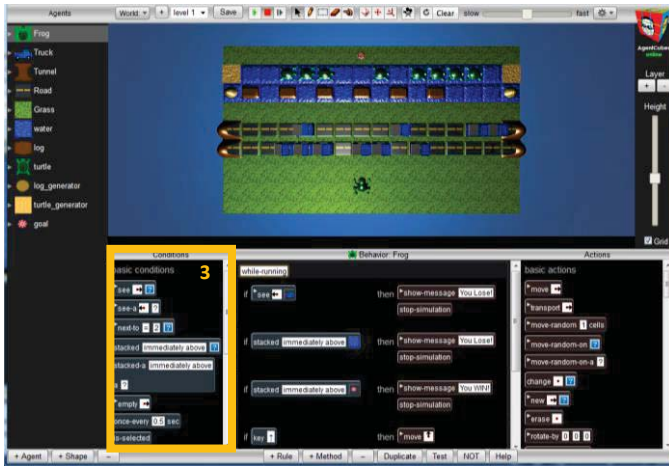 Agents
World
+
level 1
Save
Clear
slow
fast
Frog
Truck
Tunnel
Road
Grass
water
log
turtle
log_generator
turtle_generator
goal
AgentCubes
online
Layer
+ -
Height
Grid
Conditions
basic conditions
3
see ?
see-a ?
next-to = 2 ?
stacked immediately above ?
stacked-a immediately above
a ?
empty
once-every 0.5 sec
is-selected
Behavior: Frog
while-running
if see then show-message You Lose!
stop-simulation
if stacked immediately above then show-message You Lose!
stop-simulation
if stacked immediately above then show-message You WIN!
stop-simulation
if key then move
Actions
basic actions
move
transport
move-random 1 cells
move-random-on ?
move-random-on-a ?
change ?
new ?
erase
rotate-by 0 0 0
+ Agent + Shape -
+ Rule + Method - Duplicate Test NOT Help